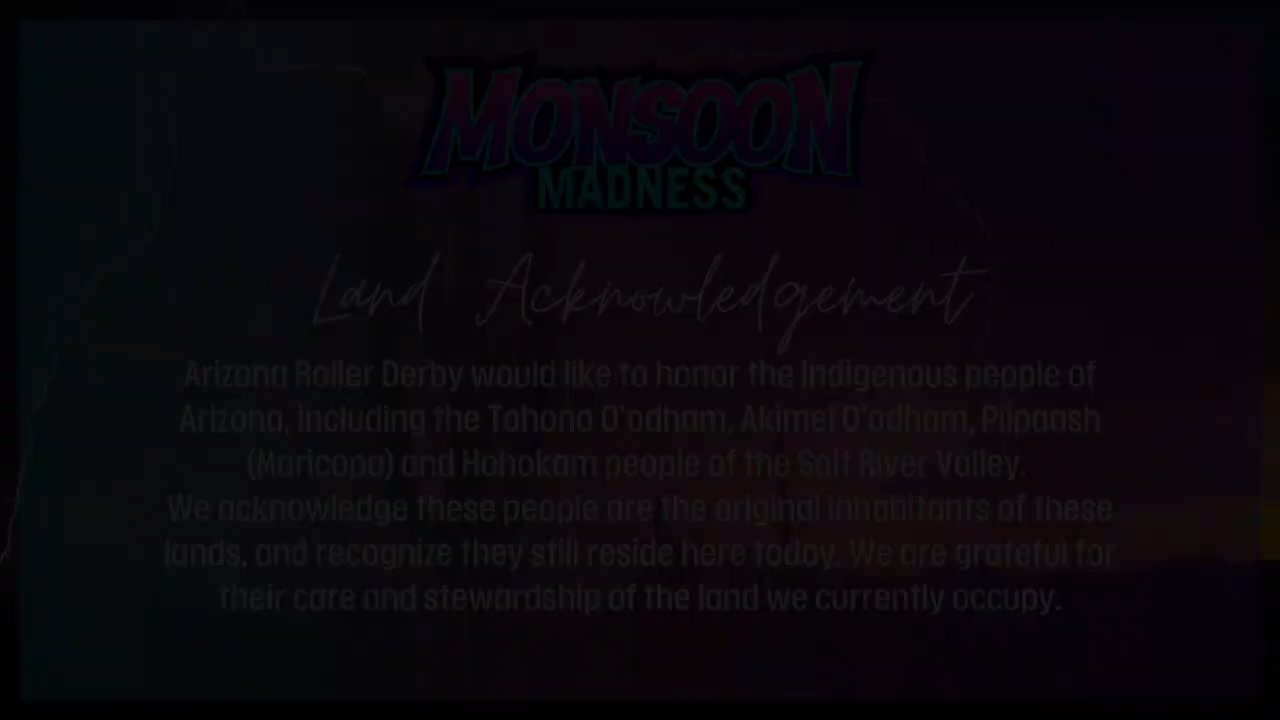 MONSOON
MADNESS
Land Acknowledgement
Arizona Roller Derby would like to honor the Indigenous people of
Arizona, including the Tohono O'odham, Akimel O'odham, Piipaash
(Maricopa) and Hohokam people of the Salt River Valley.
We acknowledge these people are the original inhabitants of these
lands, and recognize they still reside here today. We are grateful for
their care and stewardship of the land we currently occupy.